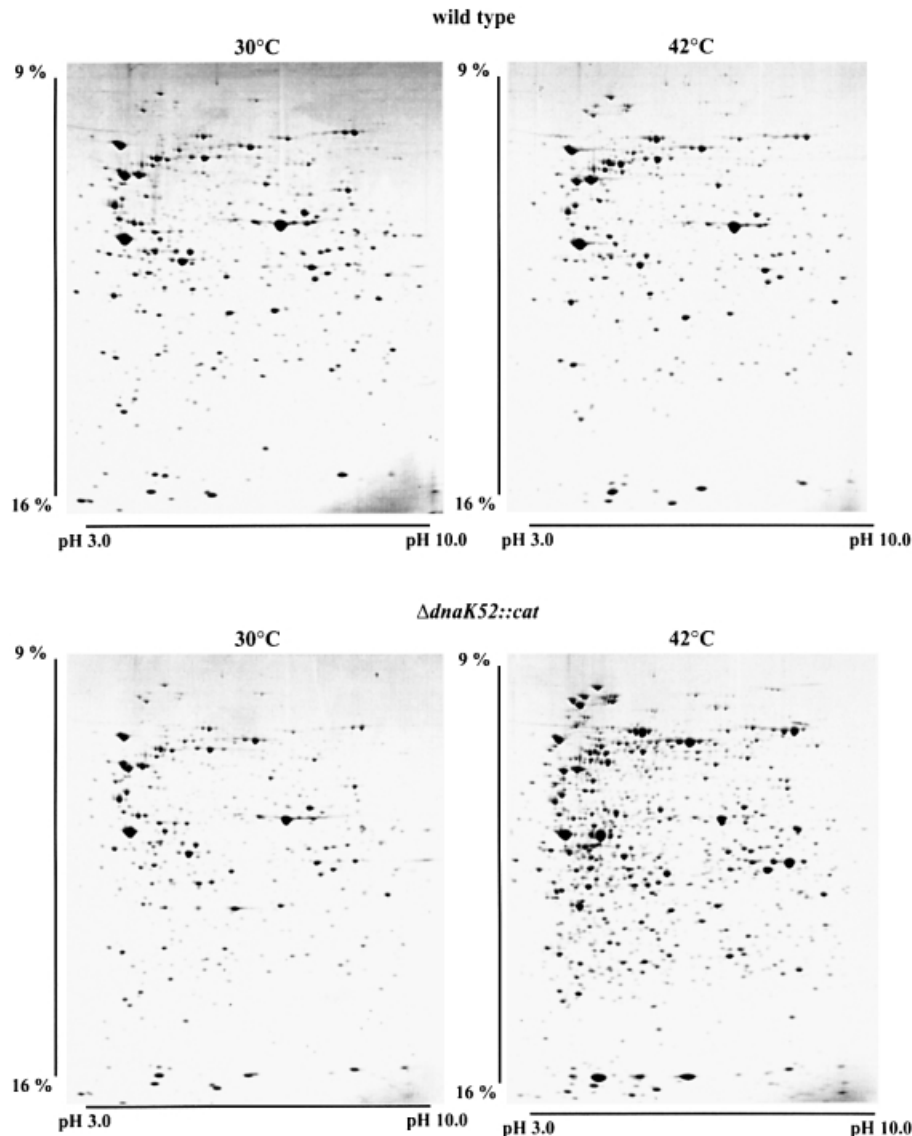 wild type
30°C
42°C
9 %
9 %
16 %
16 %
pH 3.0
pH 10.0
pH 3.0
pH 10.0
ΔdnaK52::cat
30°C
42°C
9 %
9 %
16 %
16 %
pH 3.0
pH 10.0
pH 3.0
pH 10.0